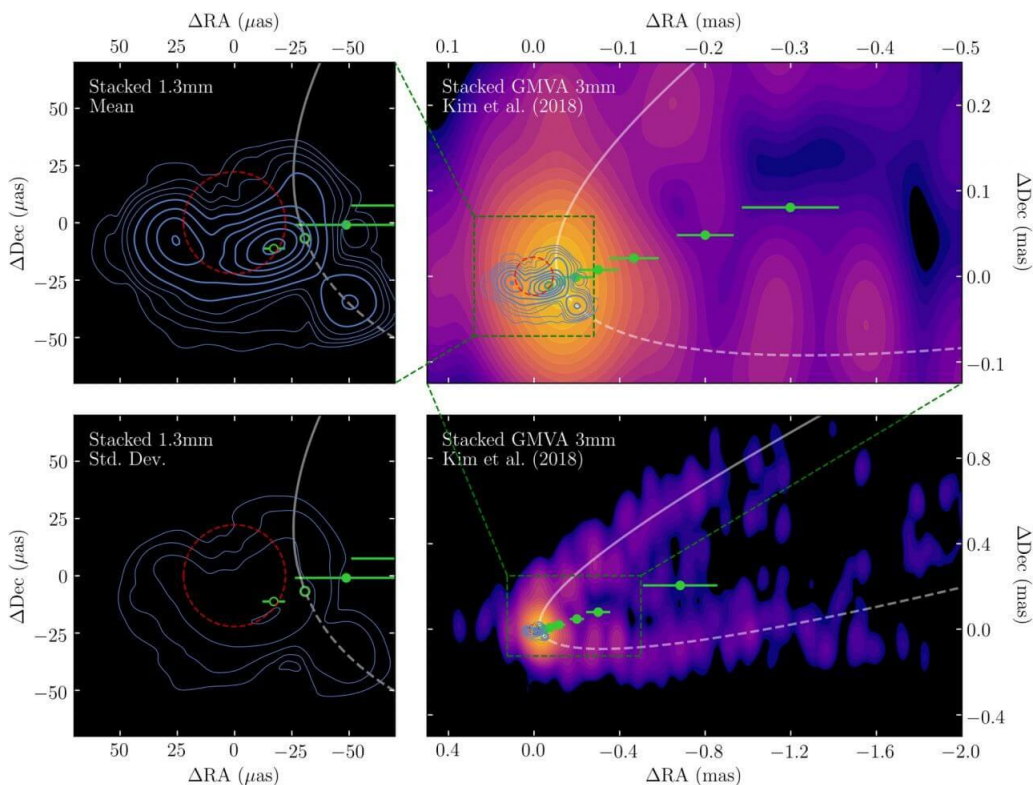 ΔRA (μas)
ΔRA (mas)
50 25 0 −25 −50
0.1 0.0 −0.1 −0.2 −0.3 −0.4 −0.5
Stacked 1.3mm
Mean
Stacked GMVA 3mm
Kim et al. (2018)
50
25
0
−25
−50
ΔDec (μas)
0.2
0.1
0.0
−0.1
ΔDec (mas)
Stacked 1.3mm
Std. Dev.
Stacked GMVA 3mm
Kim et al. (2018)
50
25
0
−25
−50
ΔDec (μas)
0.8
0.4
0.0
−0.4
ΔDec (mas)
50 25 0 −25 −50
0.4 0.0 −0.4 −0.8 −1.2 −1.6 −2.0
ΔRA (μas)
ΔRA (mas)